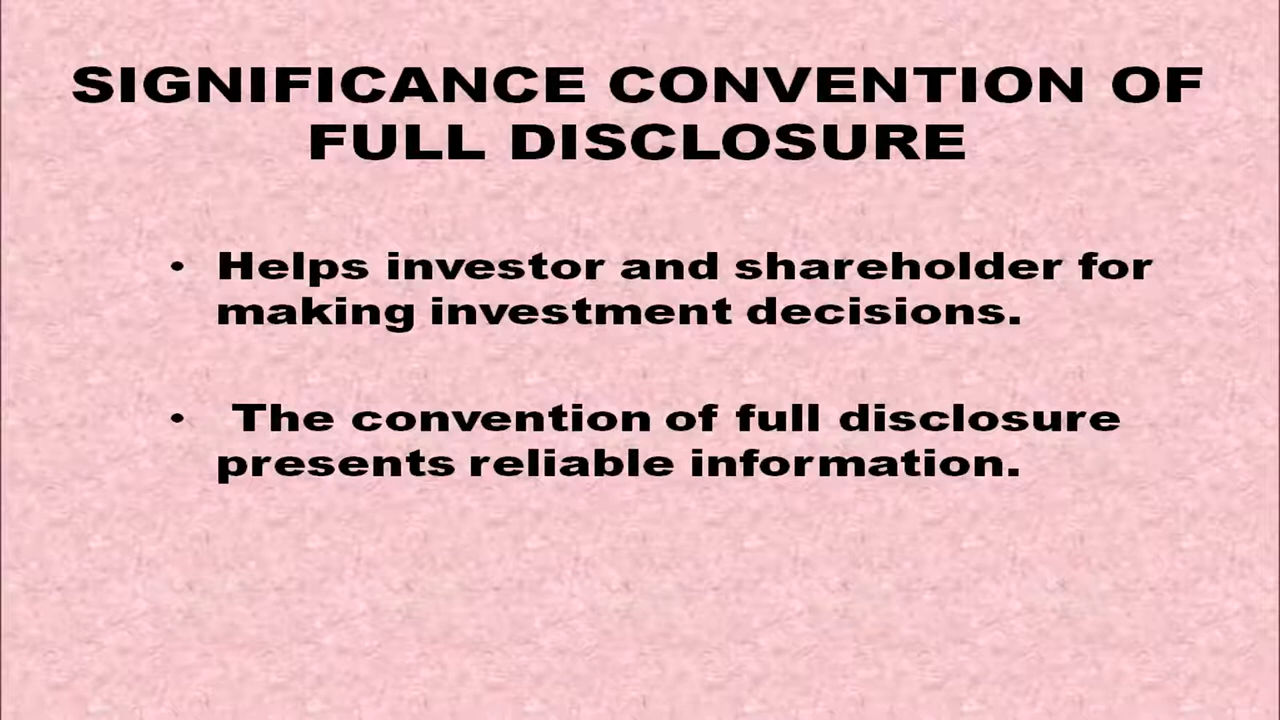 SIGNIFICANCE CONVENTION OF
FULL DISCLOSURE
• Helps investor and shareholder for
making investment decisions.
• The convention of full disclosure
presents reliable information.